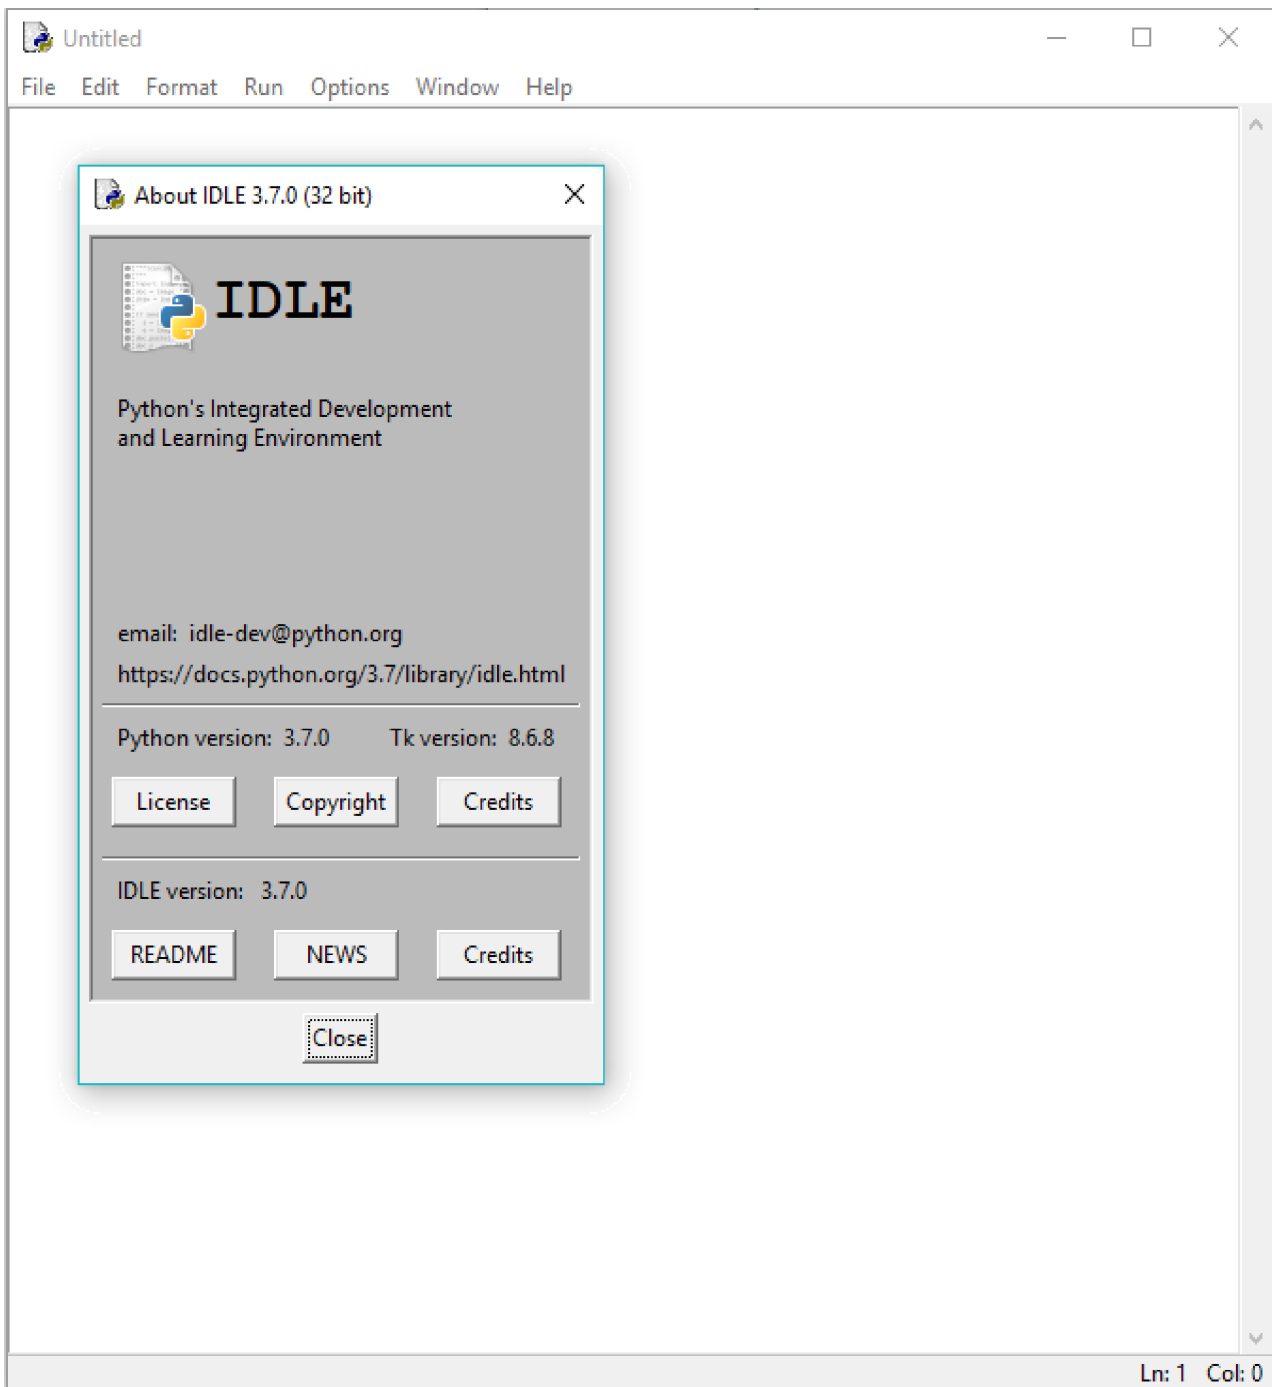 Untitled
File Edit Format Run Options Window Help
About IDLE 3.7.0 (32 bit)
IDLE
Python's Integrated Development
and Learning Environment
email: idle-dev@python.org
https://docs.python.org/3.7/library/idle.html
Python version: 3.7.0 Tk version: 8.6.8
License Copyright Credits
IDLE version: 3.7.0
README NEWS Credits
Close
Ln: 1 Col: 0